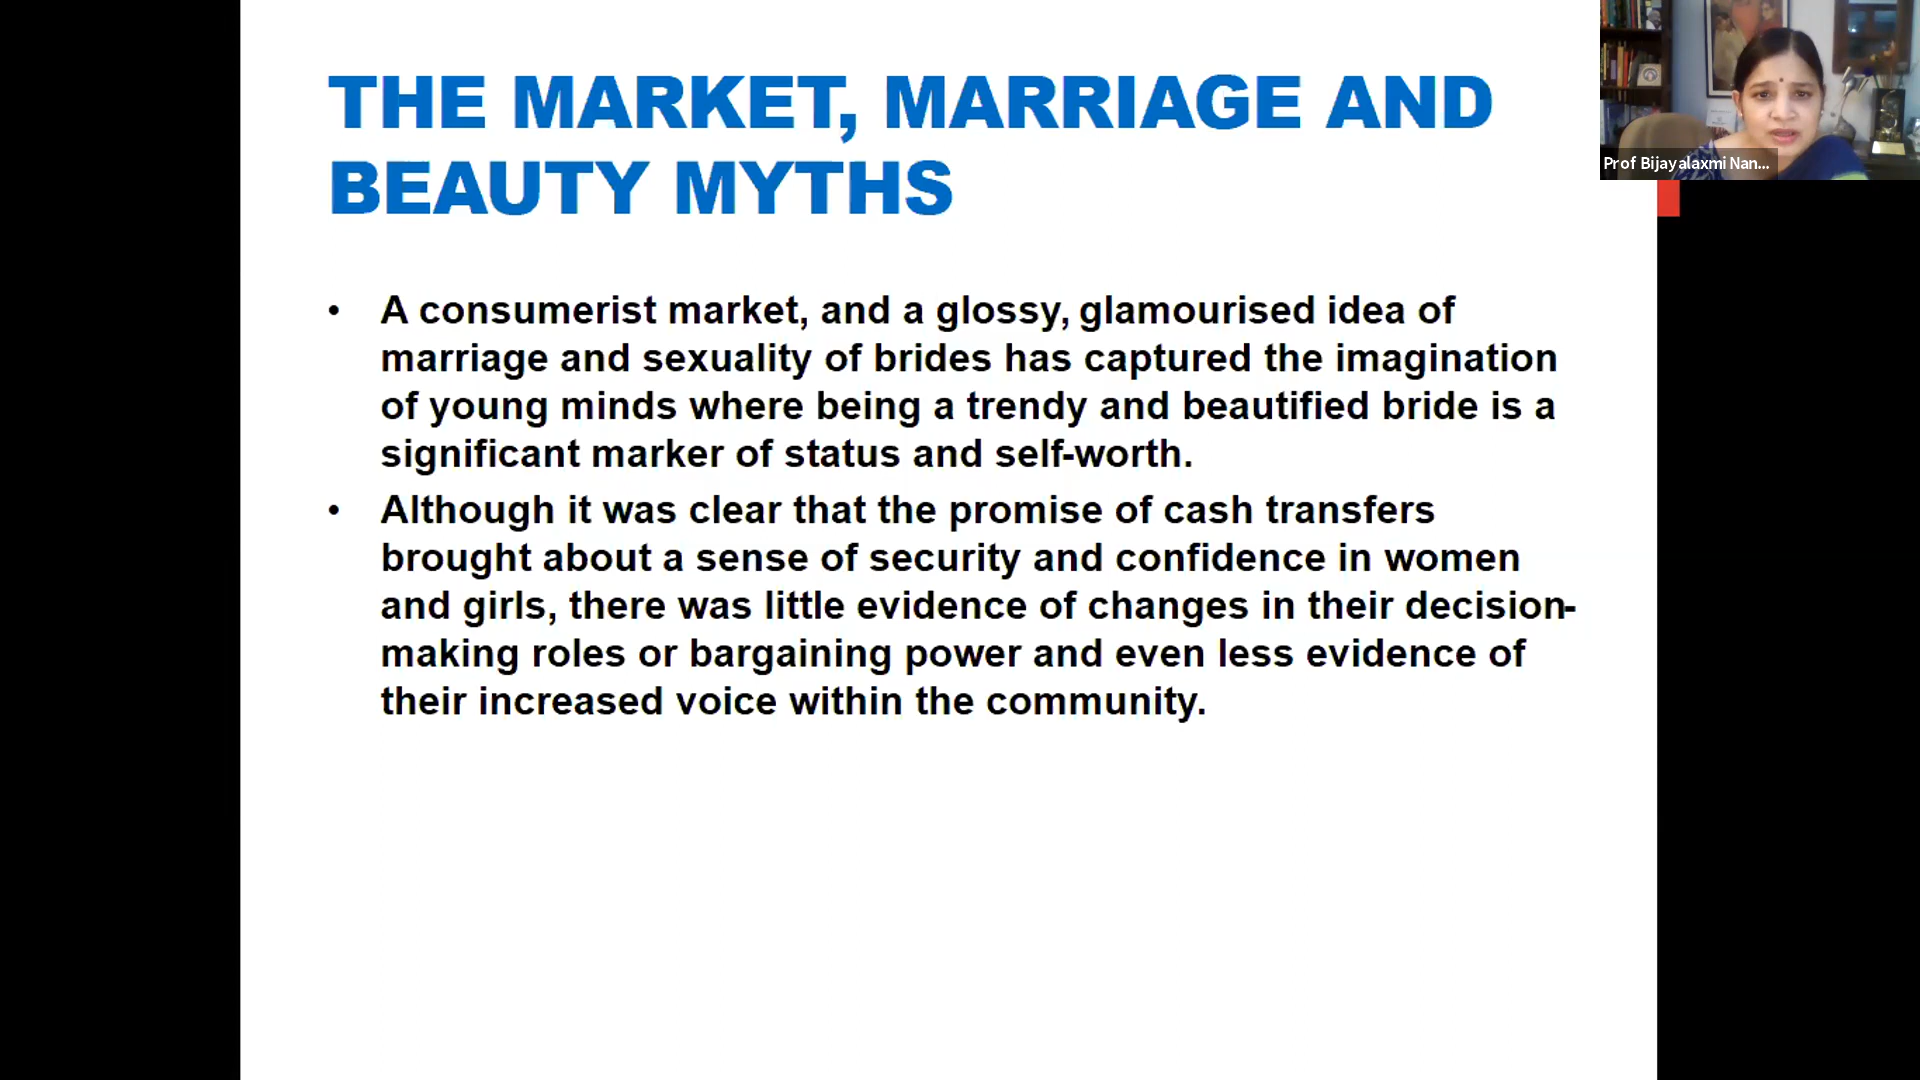 THE MARKET, MARRIAGE AND
BEAUTY MYTHS
• A consumerist market, and a glossy, glamourised idea of
marriage and sexuality of brides has captured the imagination
of young minds where being a trendy and beautified bride is a
significant marker of status and self-worth.
• Although it was clear that the promise of cash transfers
brought about a sense of security and confidence in women
and girls, there was little evidence of changes in their decision-
making roles or bargaining power and even less evidence of
their increased voice within the community.
Prof Bijayalaxmi Nan...